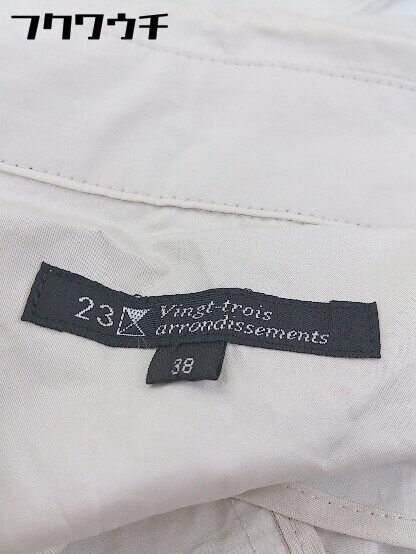 フクワウチ
23 Vingt-trois
arrondissements
38